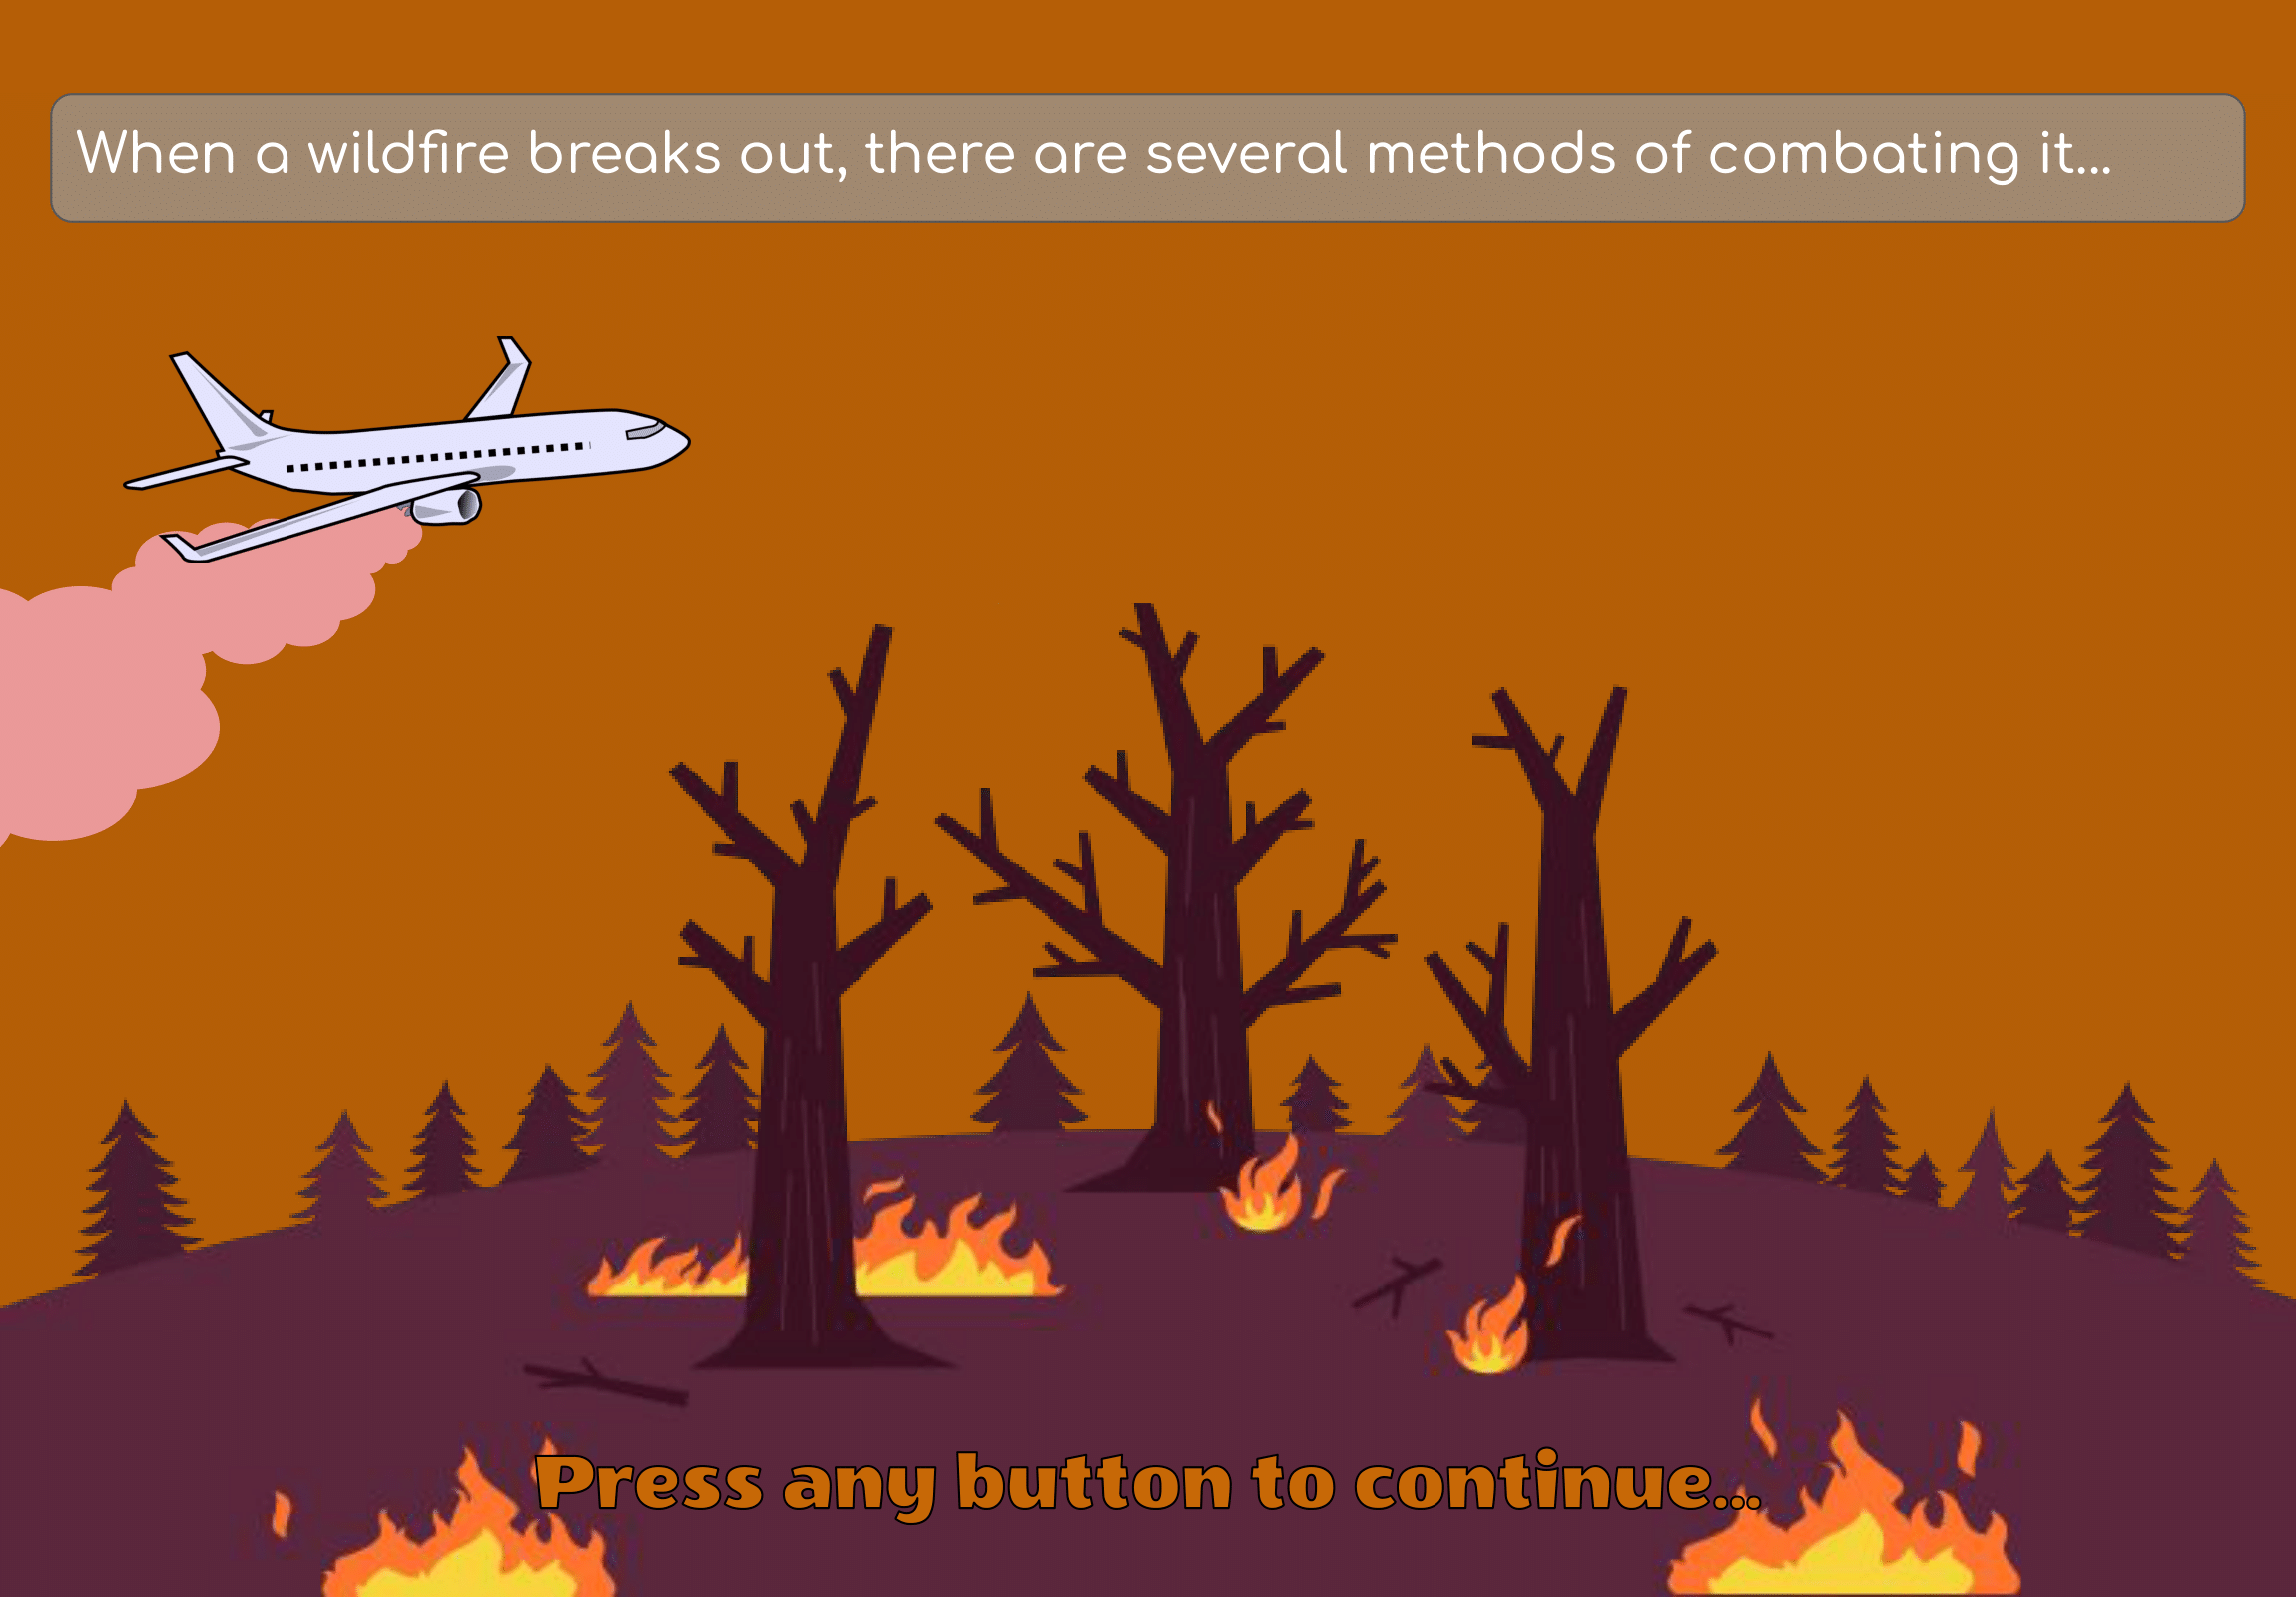 When a wildfire breaks out, there are several methods of combating it...
Press any button to continue...